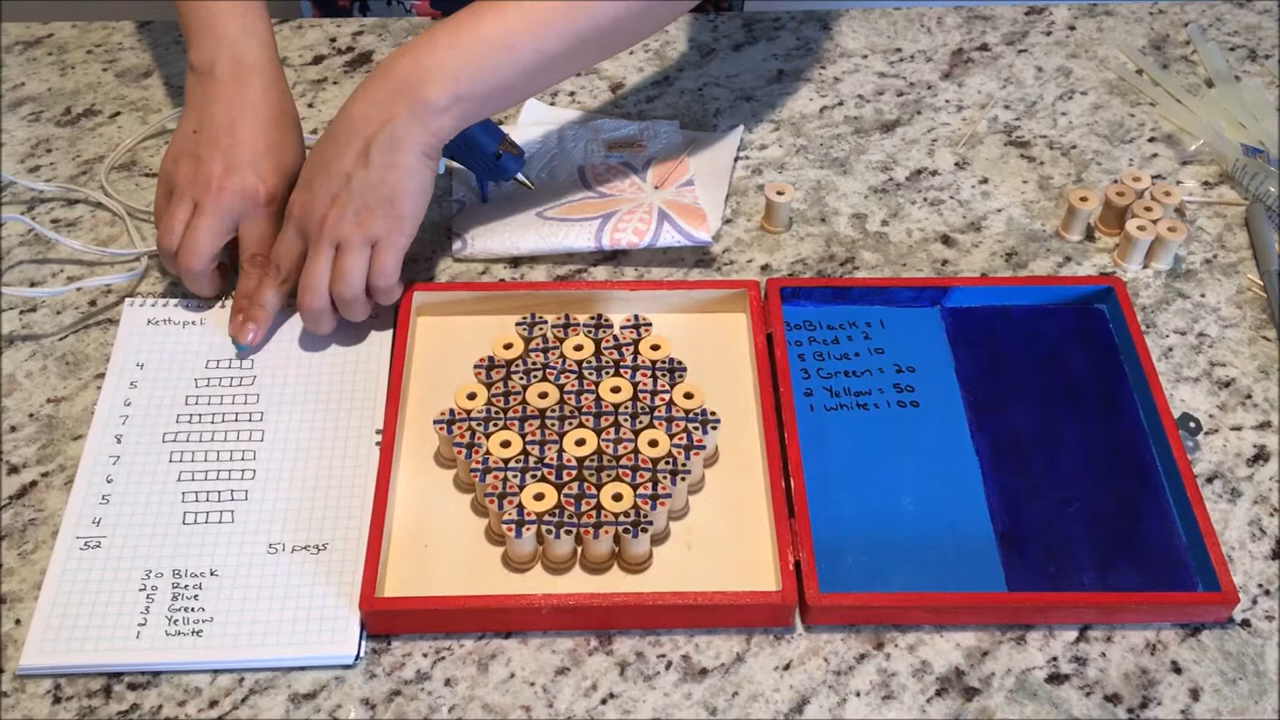 Kettupeli
4
5
6
7
8
7
6
5
4
52
51 pegs
30 Black
20 Red
5 Blue
3 Green
2 Yellow
1 White
30 Black = 1
10 Red = 2
5 Blue = 10
3 Green = 20
2 Yellow = 50
1 White = 100